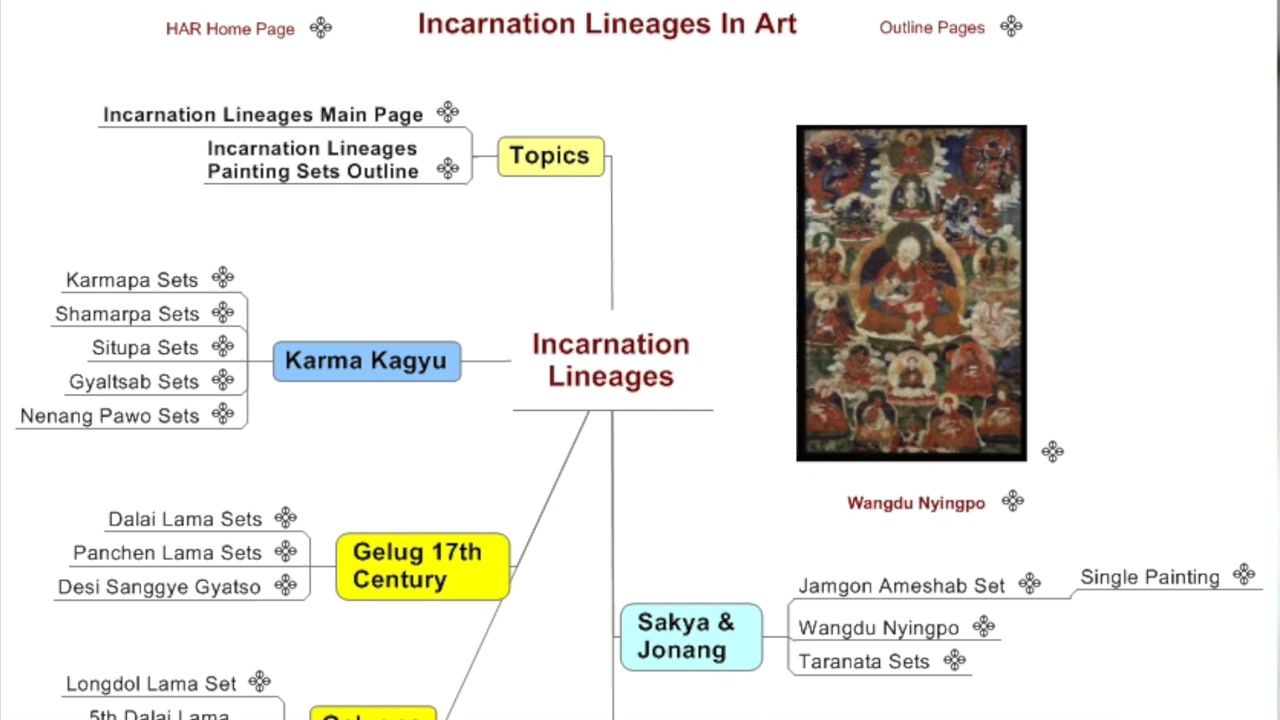 HAR Home Page
Incarnation Lineages In Art
Outline Pages
Incarnation Lineages Main Page
Incarnation Lineages
Painting Sets Outline
Topics
Karmapa Sets
Shamarpa Sets
Situpa Sets
Gyaltsab Sets
Nenang Pawo Sets
Karma Kagyu
Incarnation
Lineages
Wangdu Nyingpo
Dalai Lama Sets
Panchen Lama Sets
Desi Sanggye Gyatso
Gelug 17th
Century
Sakya &
Jonang
Jamgon Ameshab Set
Single Painting
Wangdu Nyingpo
Taranata Sets
Longdol Lama Set
5th Dalai Lama